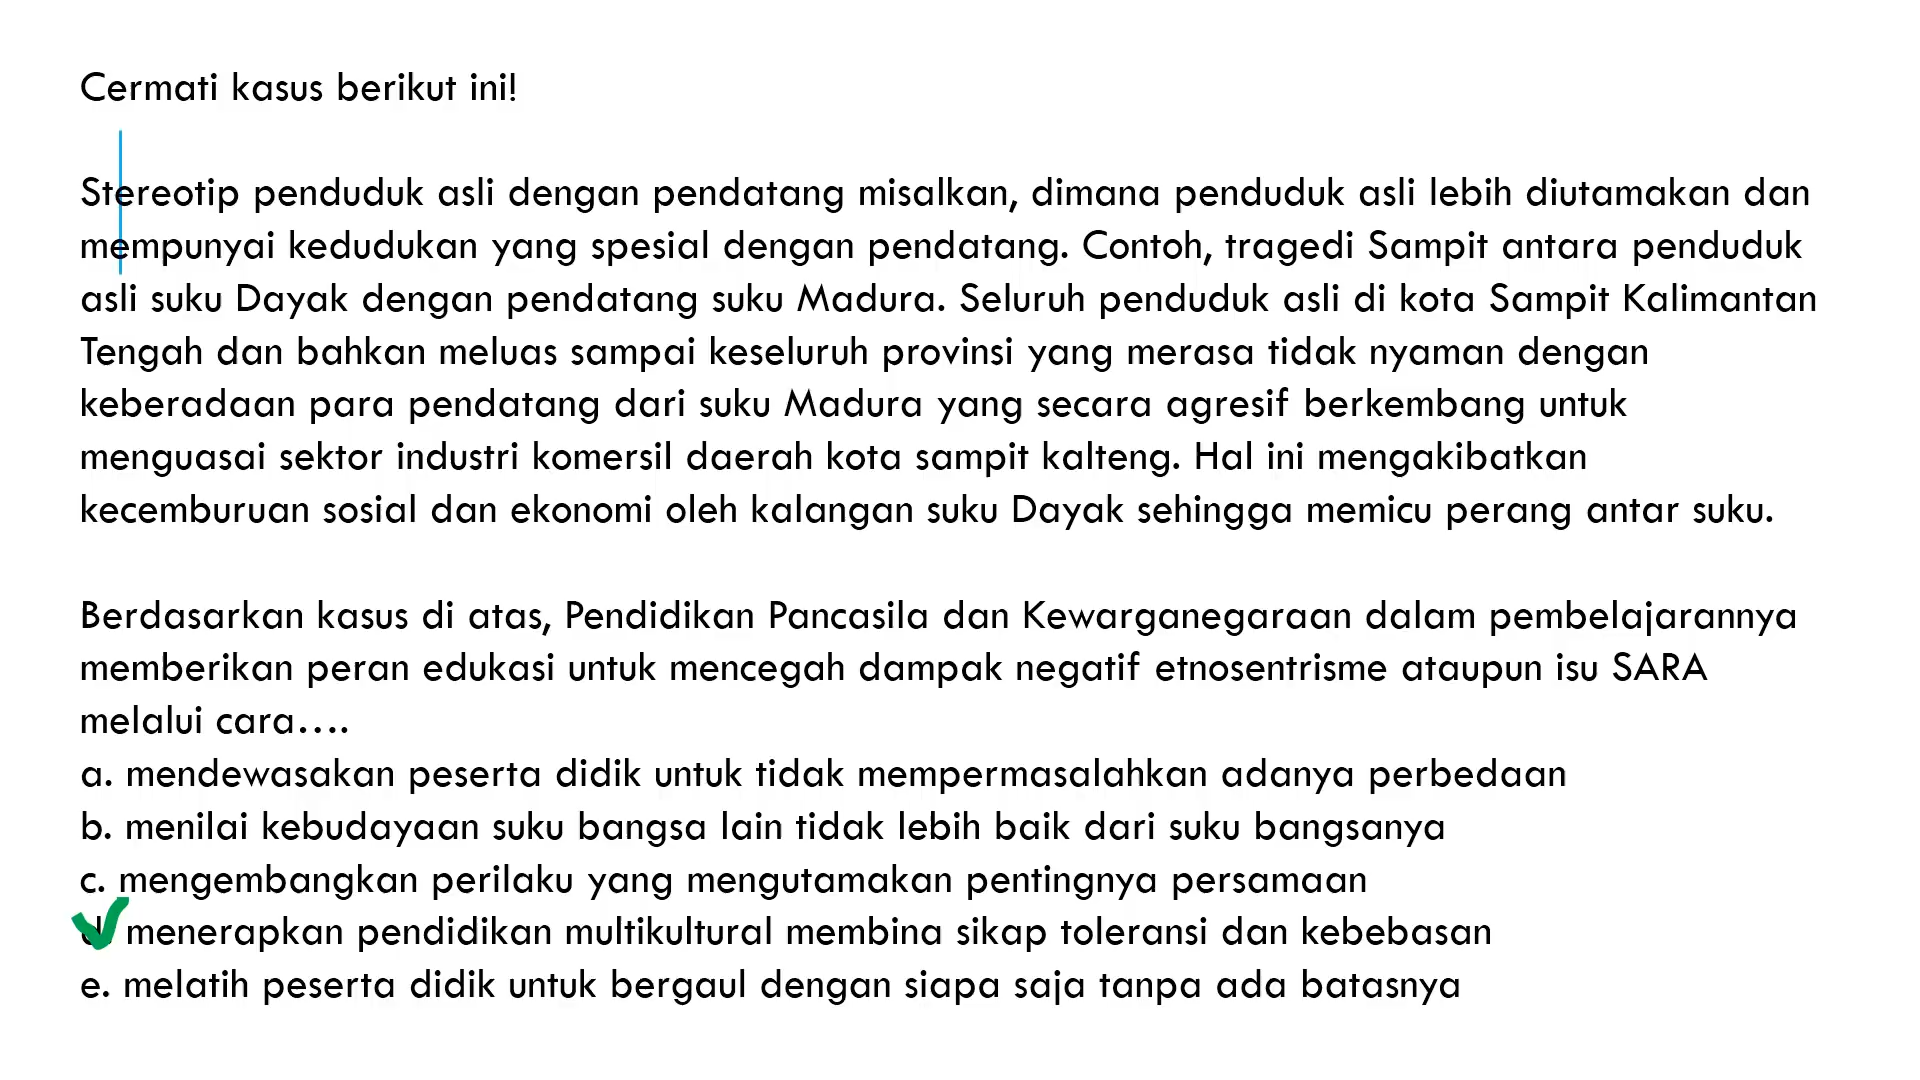 Cermati kasus berikut ini!
Stereotip penduduk asli dengan pendatang misalkan, dimana penduduk asli lebih diutamakan dan
mempunyai kedudukan yang spesial dengan pendatang. Contoh, tragedi Sampit antara penduduk
asli suku Dayak dengan pendatang suku Madura. Seluruh penduduk asli di kota Sampit Kalimantan
Tengah dan bahkan meluas sampai keseluruh provinsi yang merasa tidak nyaman dengan
keberadaan para pendatang dari suku Madura yang secara agresif berkembang untuk
menguasai sektor industri komersil daerah kota sampit kalteng. Hal ini mengakibatkan
kecemburuan sosial dan ekonomi oleh kalangan suku Dayak sehingga memicu perang antar suku.
Berdasarkan kasus di atas, Pendidikan Pancasila dan Kewarganegaraan dalam pembelajarannya
memberikan peran edukasi untuk mencegah dampak negatif etnosentrisme ataupun isu SARA
melalui cara….
a. mendewasakan peserta didik untuk tidak mempermasalahkan adanya perbedaan
b. menilai kebudayaan suku bangsa lain tidak lebih baik dari suku bangsanya
c. mengembangkan perilaku yang mengutamakan pentingnya persamaan
d. menerapkan pendidikan multikultural membina sikap toleransi dan kebebasan
e. melatih peserta didik untuk bergaul dengan siapa saja tanpa ada batasnya